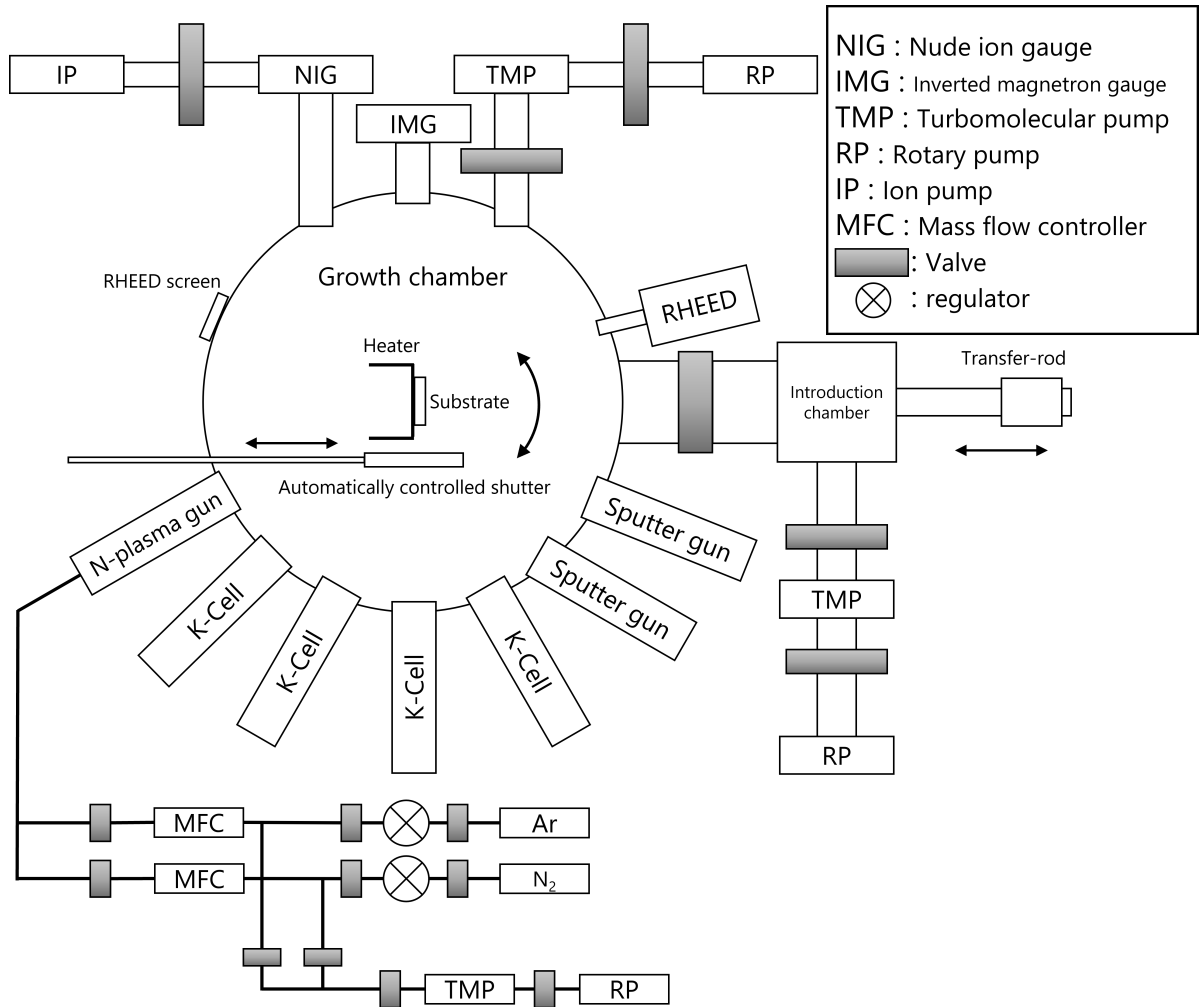 IP
NIG
TMP
RP
IMG
NIG : Nude ion gauge
IMG : Inverted magnetron gauge
TMP : Turbomolecular pump
RP : Rotary pump
IP : Ion pump
MFC : Mass flow controller
: Valve
: regulator
Growth chamber
RHEED screen
RHEED
Heater
Substrate
Automatically controlled shutter
Introduction
chamber
Transfer-rod
N-plasma gun
K-Cell
K-Cell
K-Cell
K-Cell
Sputter gun
Sputter gun
TMP
RP
MFC
Ar
MFC
N₂
TMP
RP